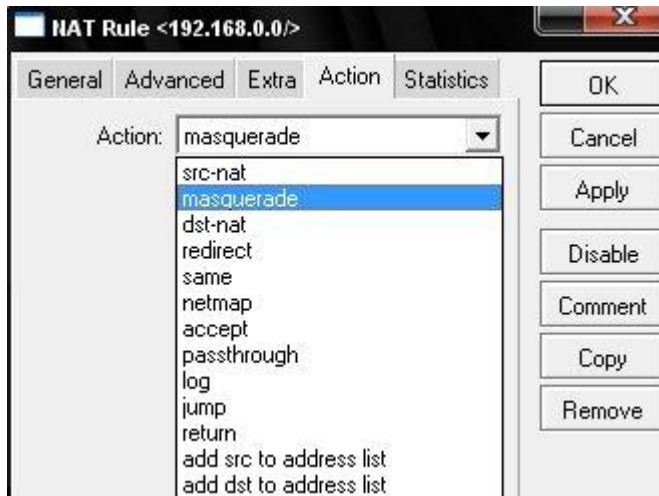 NAT Rule <192.168.0.0/>
General Advanced Extra Action Statistics
OK
Action: masquerade
Cancel
src-nat
masquerade
Apply
dst-nat
redirect
Disable
same
netmap
Comment
accept
passthrough
Copy
log
jump
Remove
return
add src to address list
add dst to address list